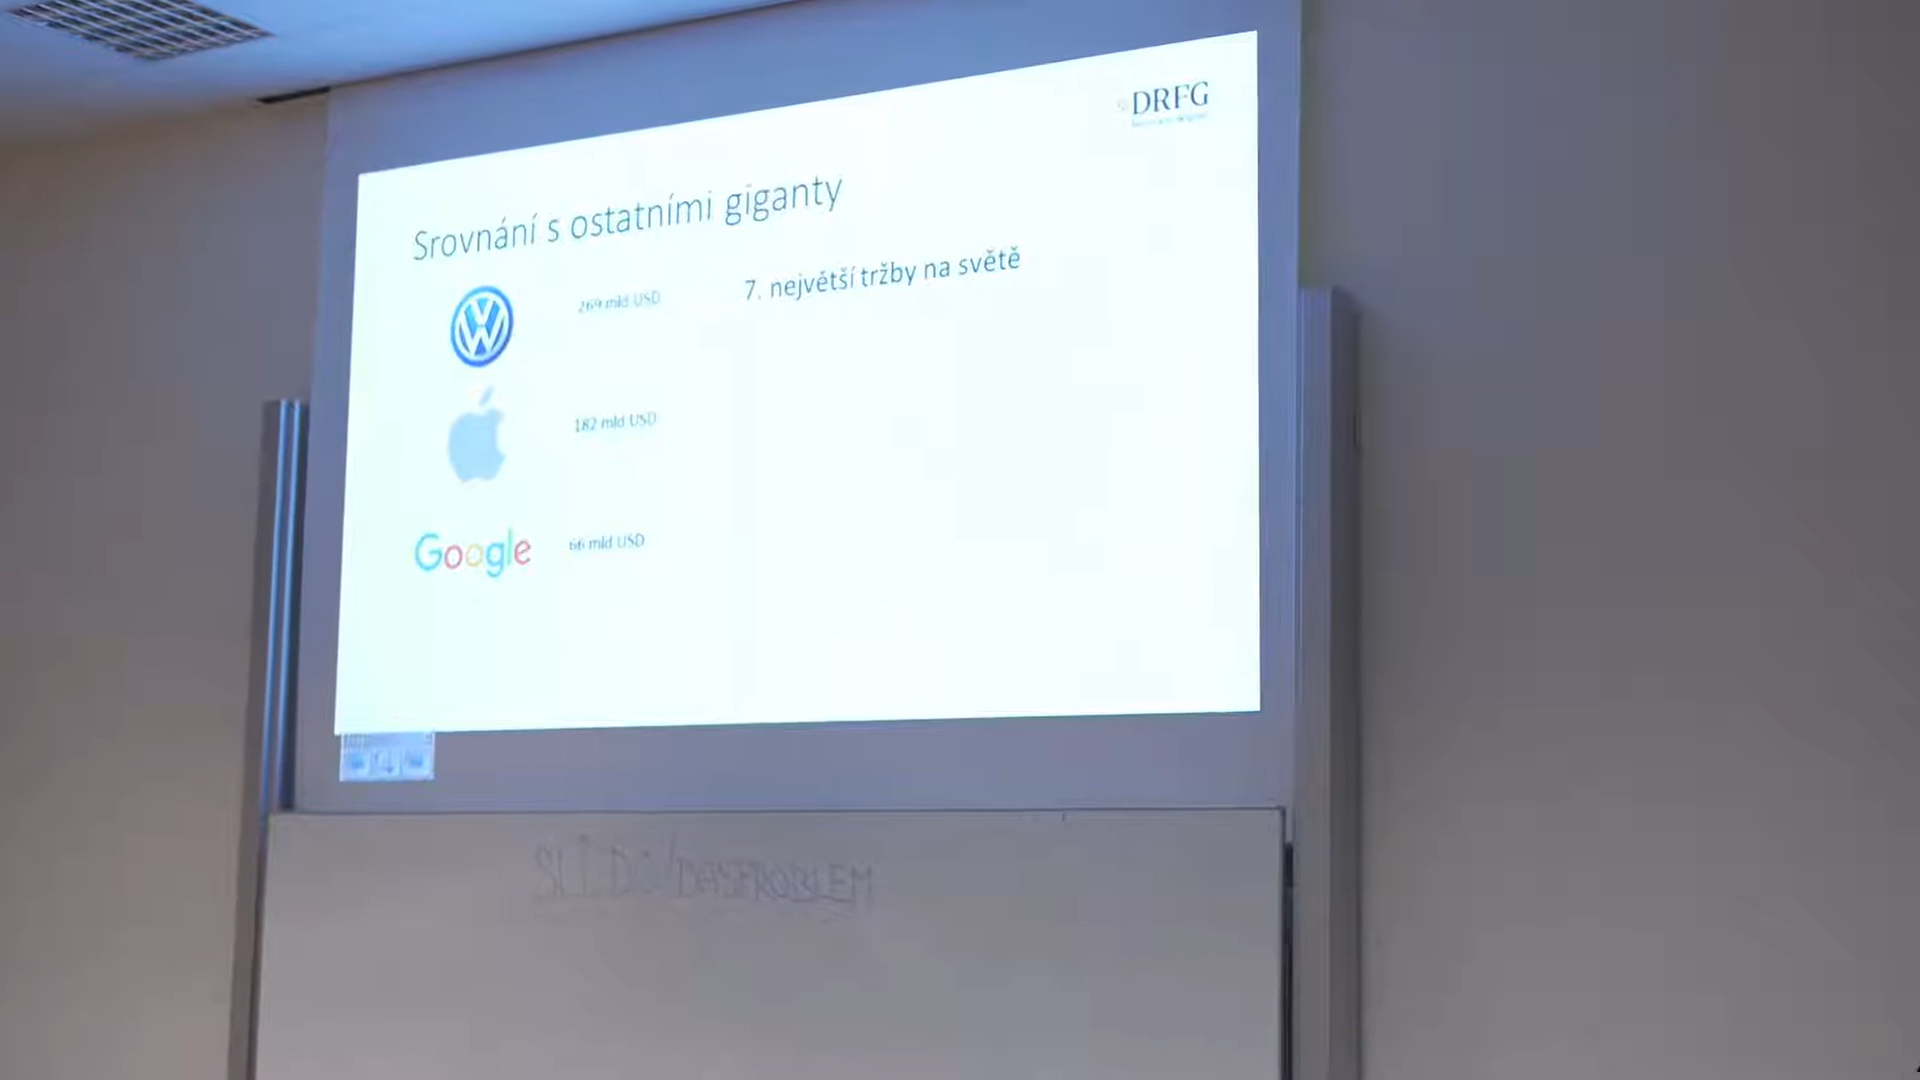 DRFG
Srovnání s ostatními giganty
7. největší tržby na světě
269 mld USD
182 mld USD
Google
66 mld USD